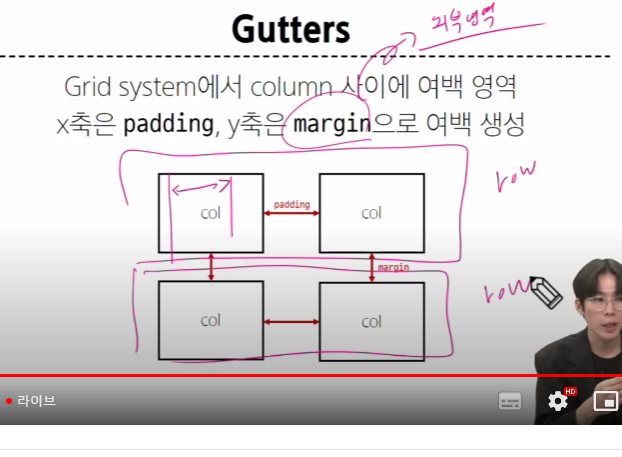 Gutters
외부영역
Grid system에서 column 사이에 여백 영역
x축은 padding, y축은 margin으로 여백 생성
row
col
padding
col
margin
row
col
col
라이브
HD